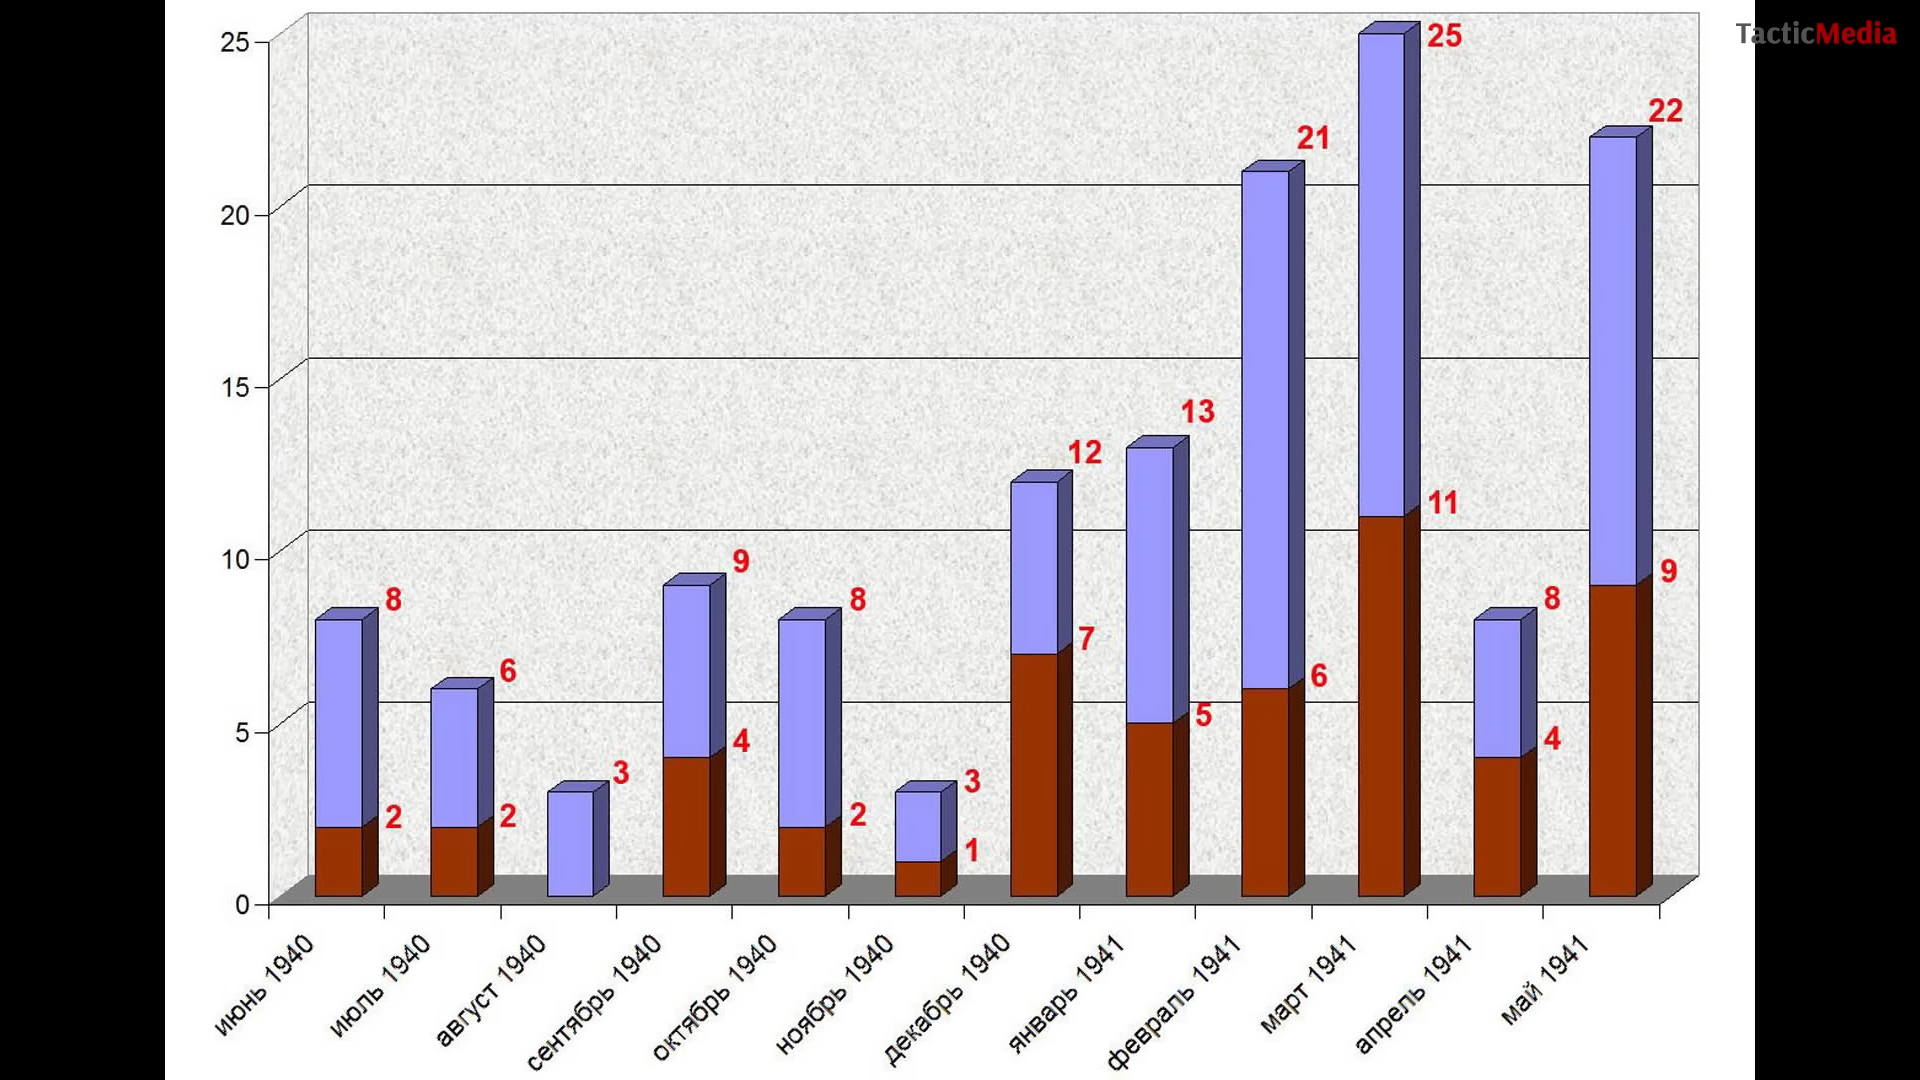 TacticMedia
25
20
15
10
5
0
8
2
6
2
3
9
4
8
2
3
1
12
7
13
5
21
6
25
11
8
4
22
9
июнь 1940
июль 1940
август 1940
сентябрь 1940
октябрь 1940
ноябрь 1940
декабрь 1940
январь 1941
февраль 1941
март 1941
апрель 1941
май 1941